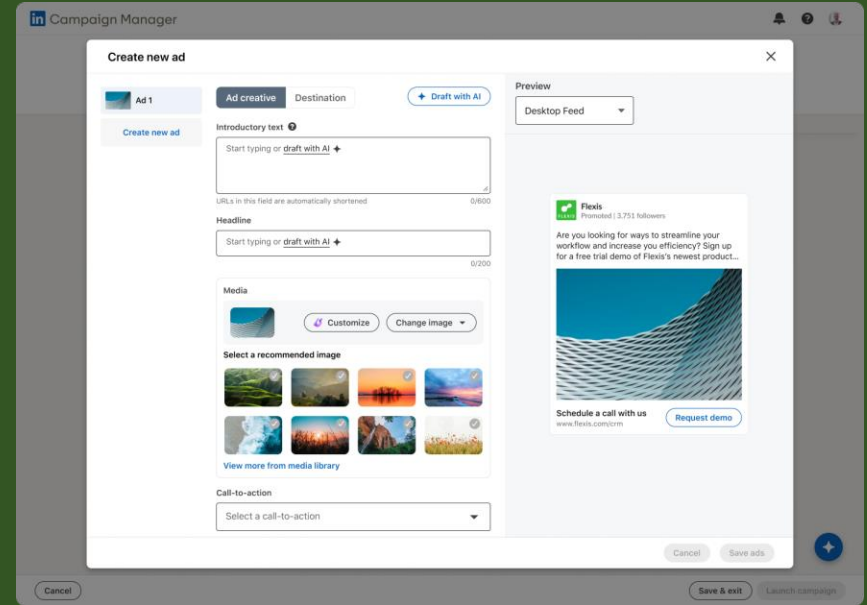 in Campaign Manager
Create new ad
Ad 1
Create new ad
Ad creative
Destination
Draft with AI
Introductory text
Start typing or draft with AI
URLs in this field are automatically shortened
0/600
Headline
Start typing or draft with AI
0/200
Media
Customize
Change image
Select a recommended image
View more from media library
Call-to-action
Select a call-to-action
Preview
Desktop Feed
FLEXIS
Flexis
Promoted | 3,751 followers
Are you looking for ways to streamline your
workflow and increase you efficiency? Sign up
for a free trial demo of Flexis's newest product...
Schedule a call with us
www.flexis.com/crm
Request demo
Cancel
Save ads
Cancel
Save & exit
Launch campaign